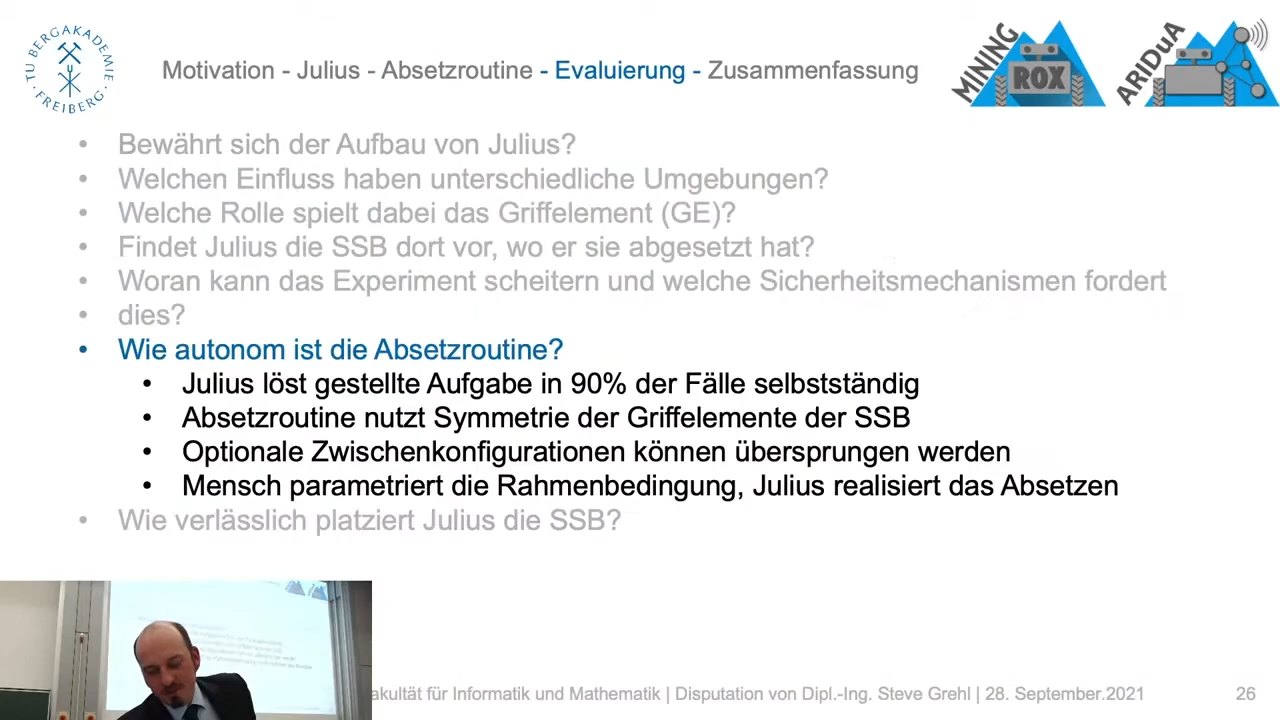 TU BERGAKADEMIE
FREIBERG
Motivation - Julius - Absetzroutine - Evaluierung - Zusammenfassung
MINING
ROX
ARIDuA
• Bewährt sich der Aufbau von Julius?
• Welchen Einfluss haben unterschiedliche Umgebungen?
• Welche Rolle spielt dabei das Griffelement (GE)?
• Findet Julius die SSB dort vor, wo er sie abgesetzt hat?
• Woran kann das Experiment scheitern und welche Sicherheitsmechanismen fordert
• dies?
• Wie autonom ist die Absetzroutine?
• Julius löst gestellte Aufgabe in 90% der Fälle selbstständig
• Absetzroutine nutzt Symmetrie der Griffelemente der SSB
• Optionale Zwischenkonfigurationen können übersprungen werden
• Mensch parametriert die Rahmenbedingung, Julius realisiert das Absetzen
• Wie verlässlich platziert Julius die SSB?
akultät für Informatik und Mathematik | Disputation von Dipl.-Ing. Steve Grehl | 28. September.2021
26